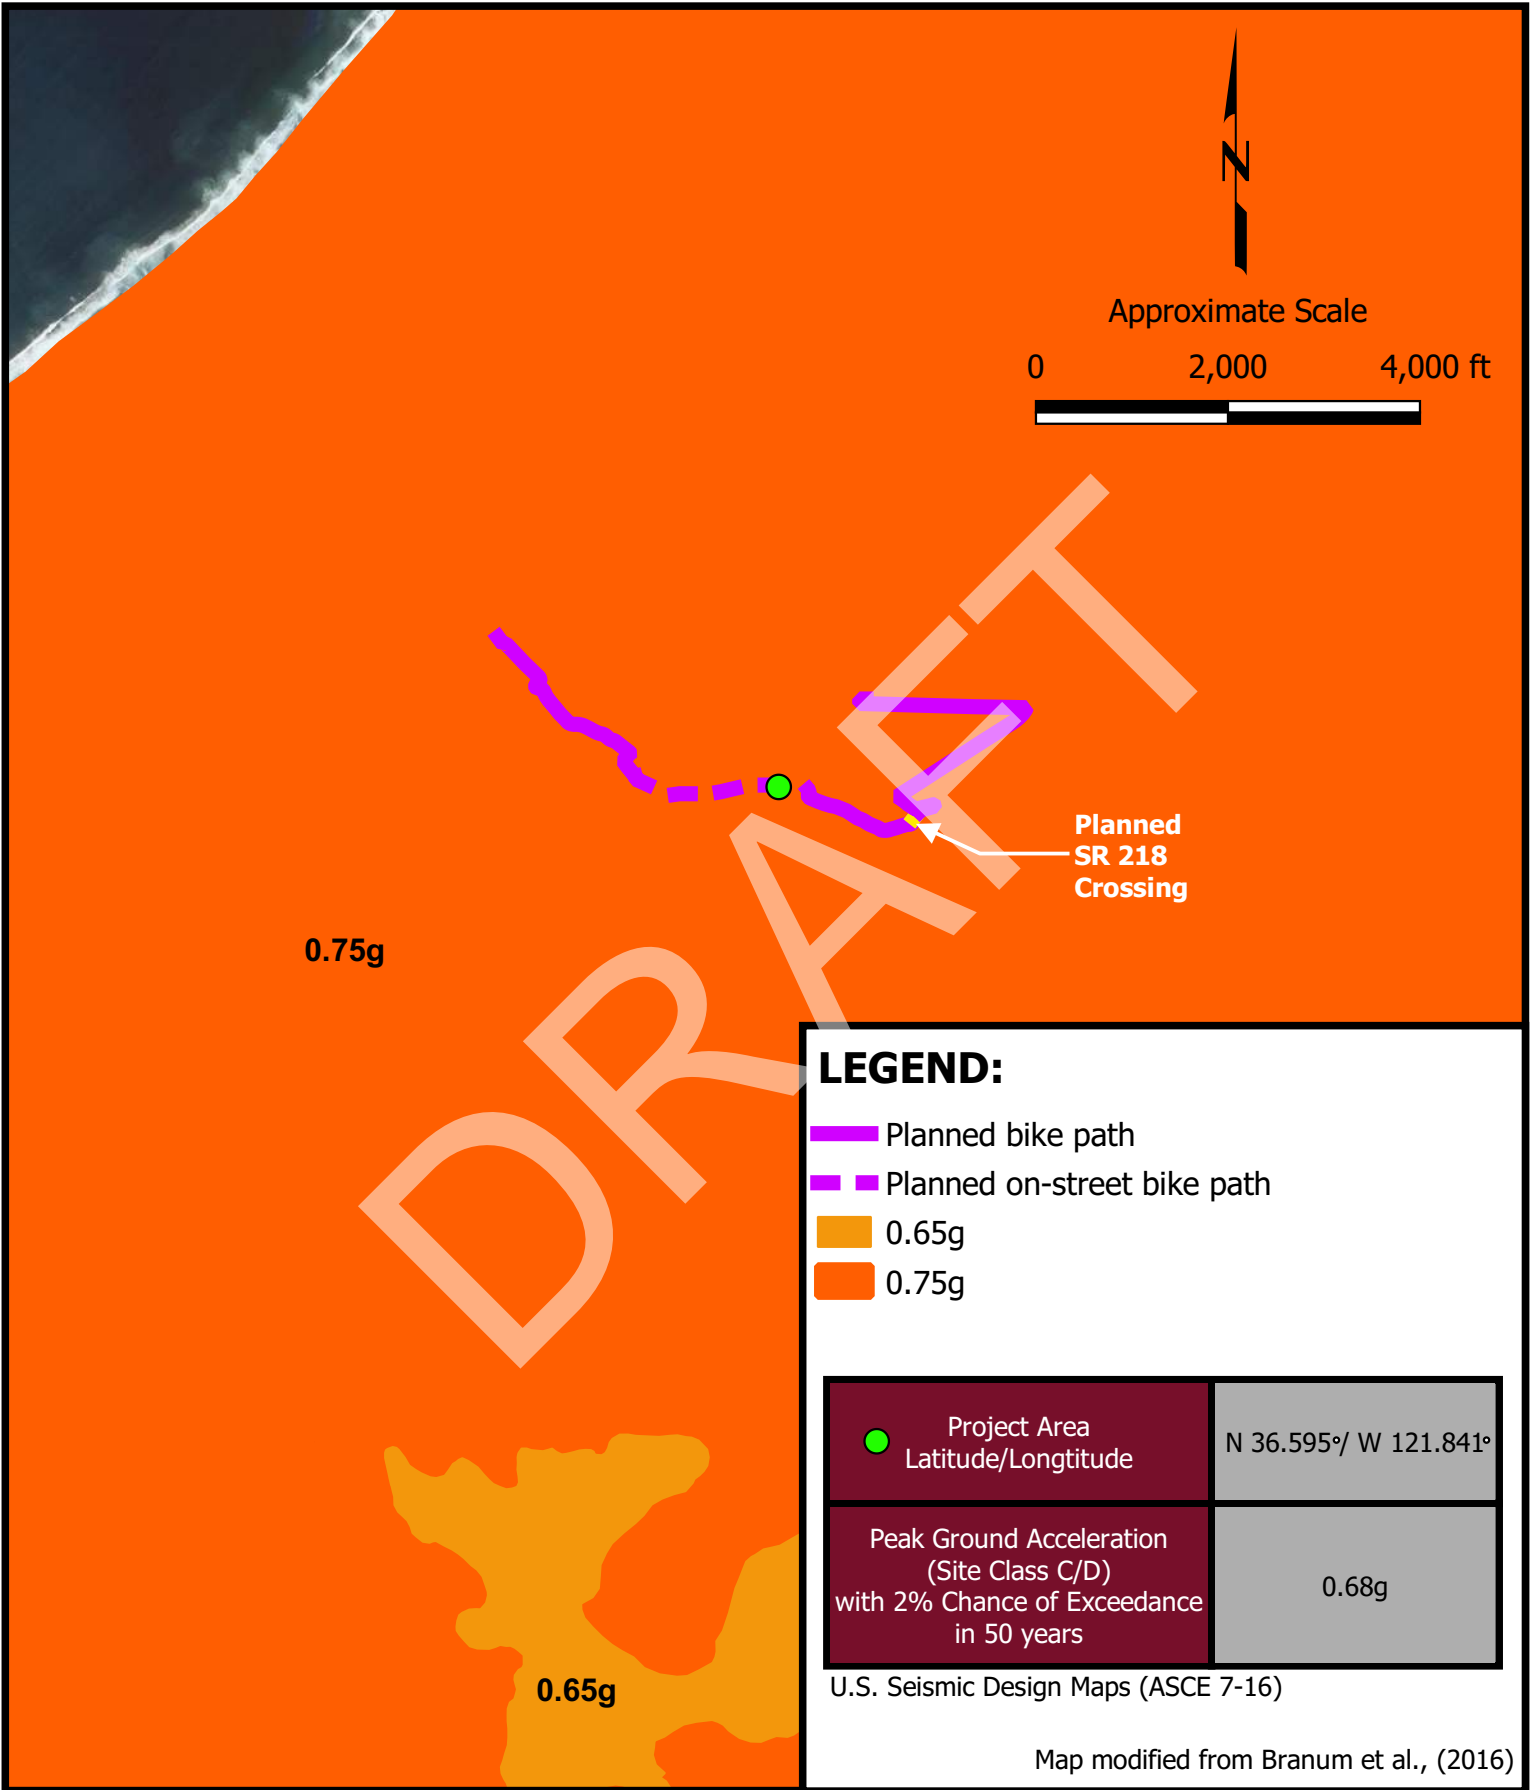 N
Approximate Scale
0 2,000 4,000 ft
Planned
SR 218
Crossing
0.75g
DRAFT
LEGEND:
Planned bike path
Planned on-street bike path
0.65g
0.75g
Project Area
Latitude/Longtitude
N 36.595°/ W 121.841°
Peak Ground Acceleration
(Site Class C/D)
with 2% Chance of Exceedance
in 50 years
0.68g
U.S. Seismic Design Maps (ASCE 7-16)
0.65g
Map modified from Branum et al., (2016)